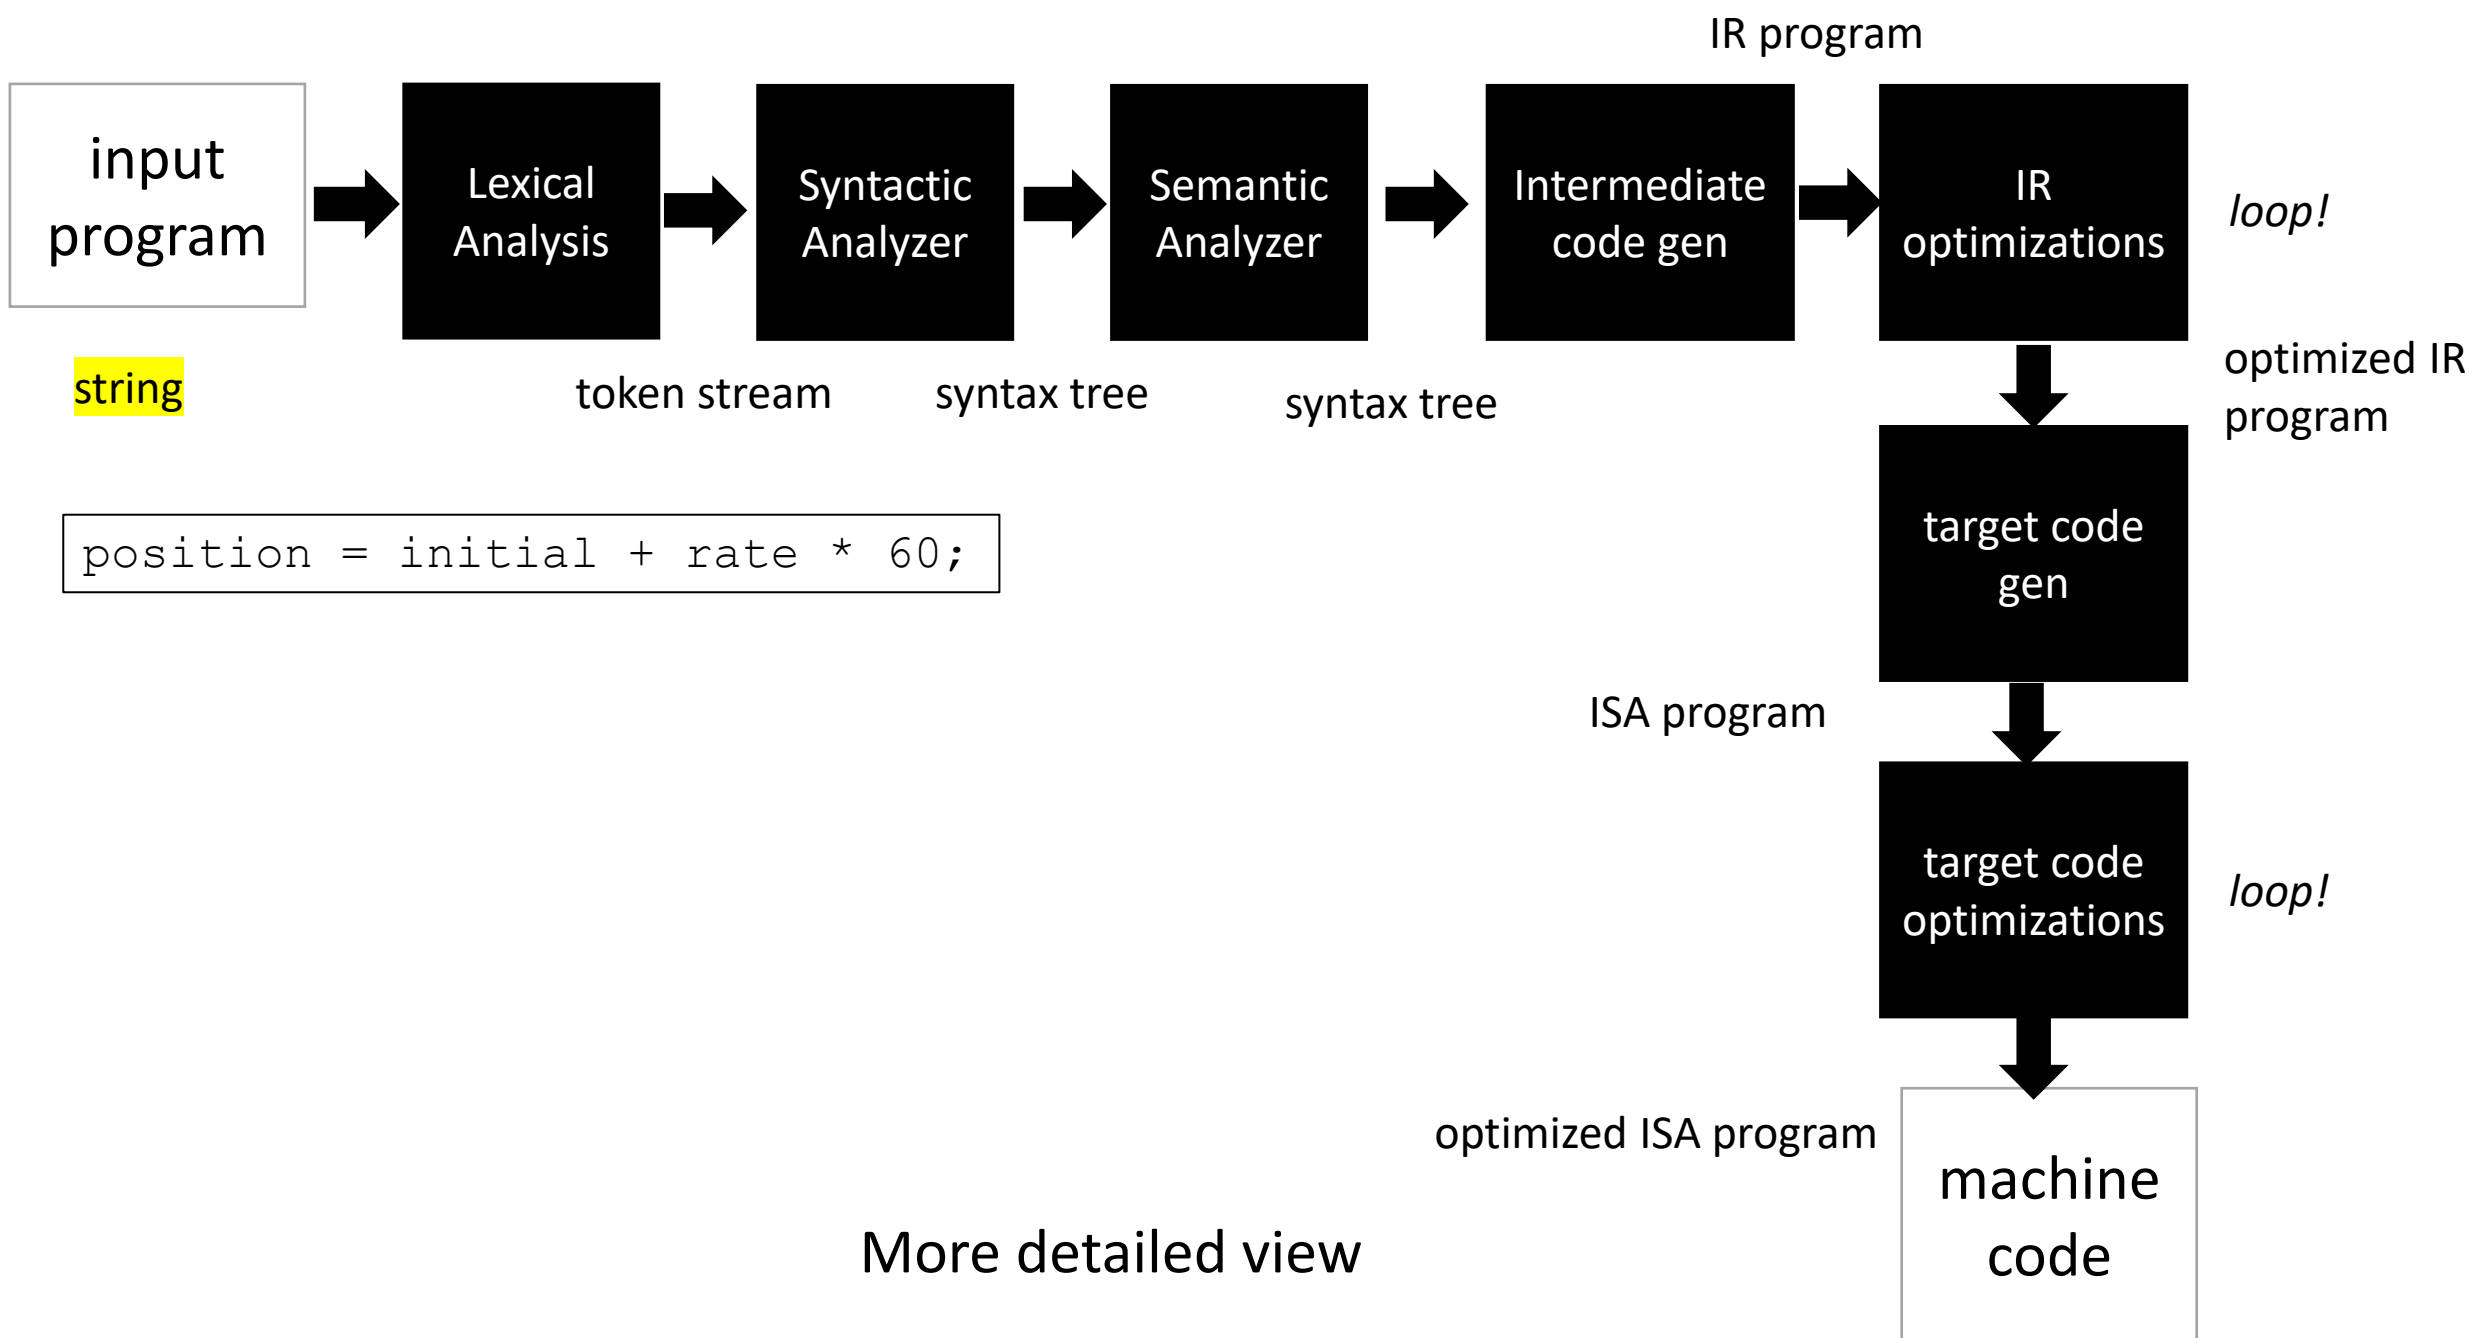 IR program
input
program
Lexical
Analysis
Syntactic
Analyzer
Semantic
Analyzer
Intermediate
code gen
IR
optimizations
loop!
string
token stream
syntax tree
syntax tree
optimized IR
program
position = initial + rate * 60;
target code
gen
ISA program
target code
optimizations
loop!
optimized ISA program
machine
code
More detailed view